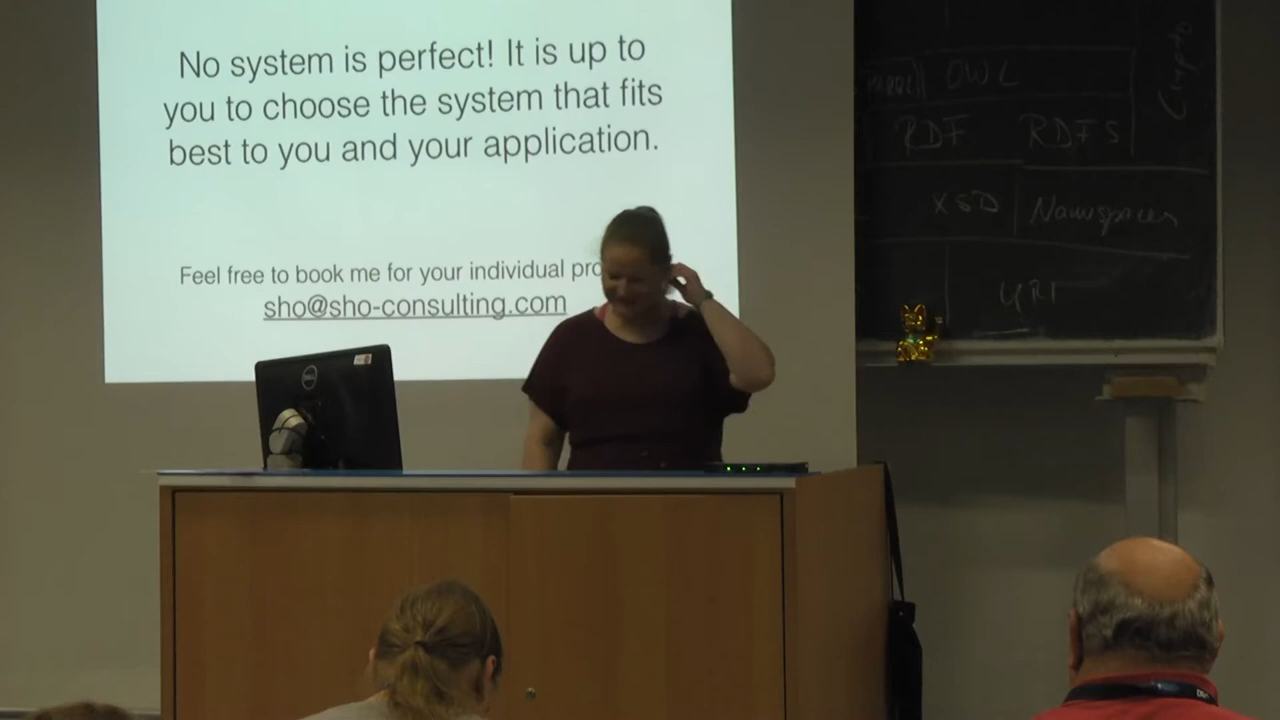 No system is perfect! It is up to
you to choose the system that fits
best to you and your application.
Feel free to book me for your individual
sho@sho-consulting.com
DELL
OWL
RDF RDFS
XSD Namespaces
URI